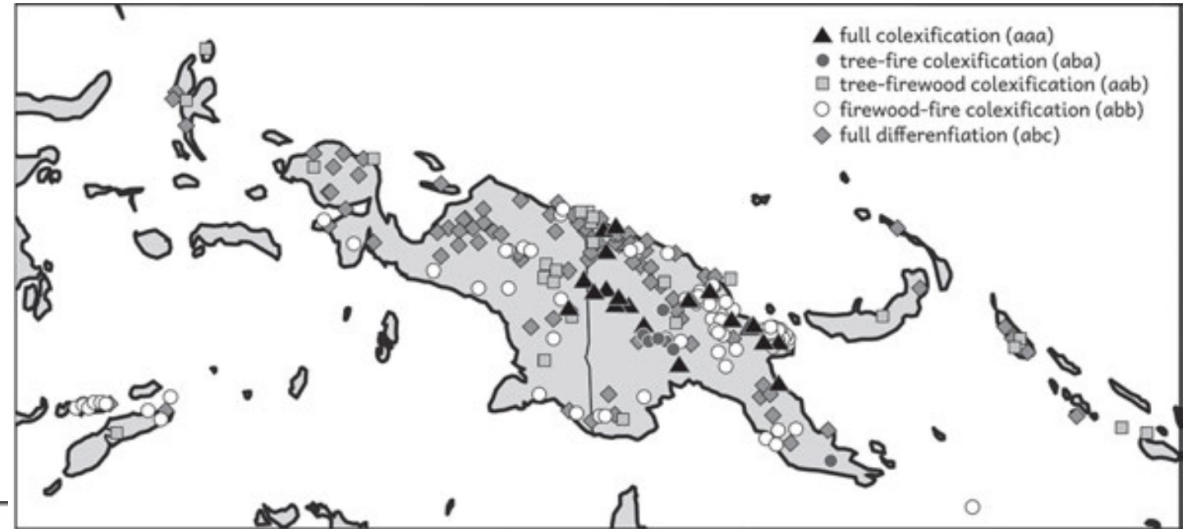 full colexification (aaa)
tree-fire colexification (aba)
tree-firewood colexification (aab)
firewood-fire colexification (abb)
full differenfiation (abc)